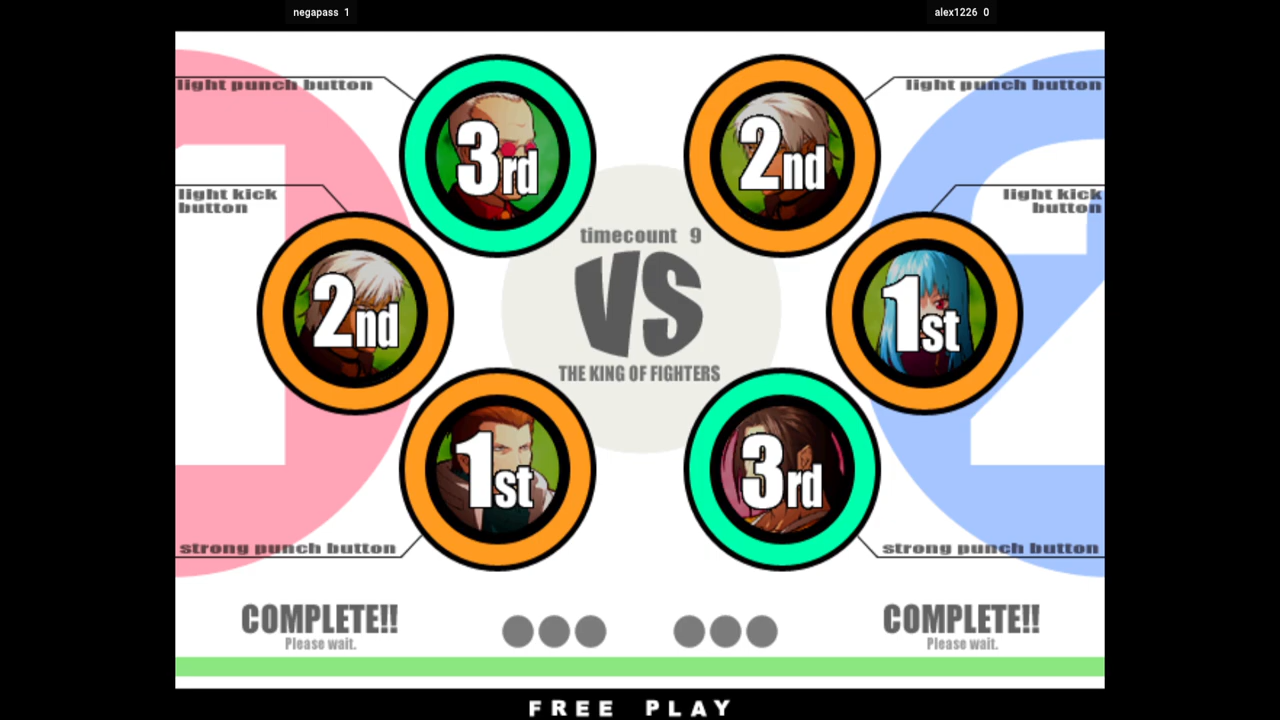 negapass 1
alex1226 0
light punch button
light punch button
3rd
2nd
light kick
button
light kick
button
timecount 9
VS
THE KING OF FIGHTERS
2nd
1st
1st
3rd
strong punch button
strong punch button
COMPLETE!!
Please wait.
COMPLETE!!
Please wait.
FREE PLAY
1
2